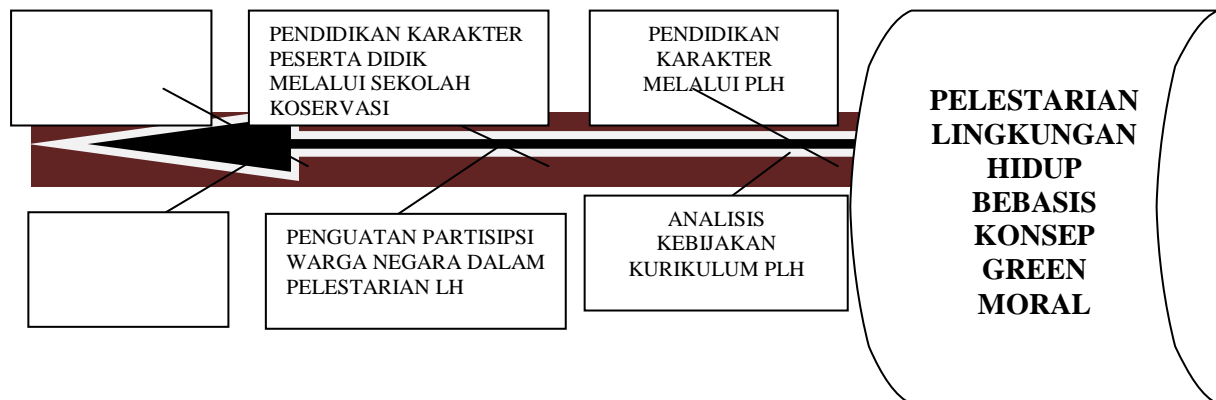 PENDIDIKAN KARAKTER
PESERTA DIDIK
MELALUI SEKOLAH
KOSERVASI
PENDIDIKAN
KARAKTER
MELALUI PLH
PENGUATAN PARTISIPSI
WARGA NEGARA DALAM
PELESTARIAN LH
ANALISIS
KEBIJAKAN
KURIKULUM PLH
PELESTARIAN
LINGKUNGAN
HIDUP
BEBASIS
KONSEP
GREEN
MORAL